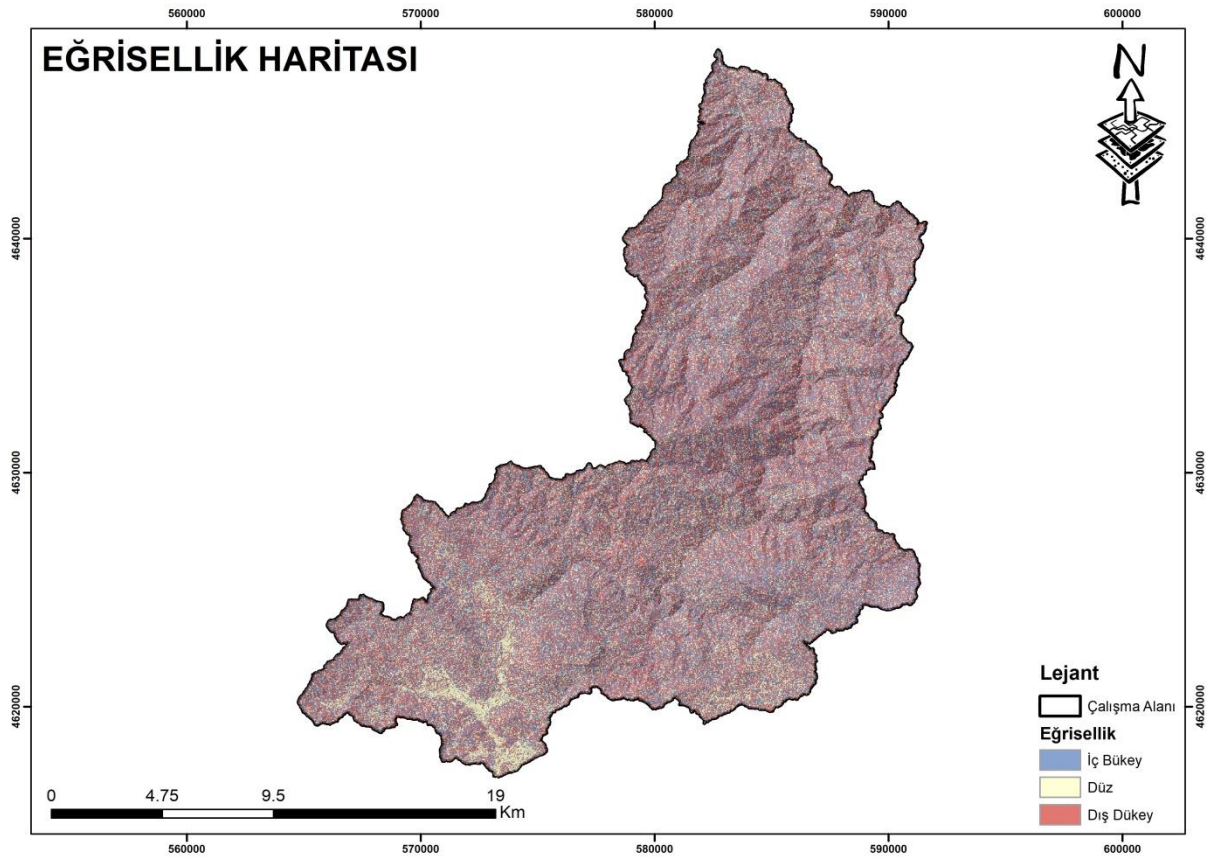 560000 570000 580000 590000 600000
EĞRİSELLİK HARİTASI
N
4640000 4640000
4630000 4630000
4620000 4620000
Lejant
Çalışma Alanı
Eğrisellik
İç Bükey
Düz
Dış Dükey
0 4.75 9.5 19
Km
560000 570000 580000 590000 600000